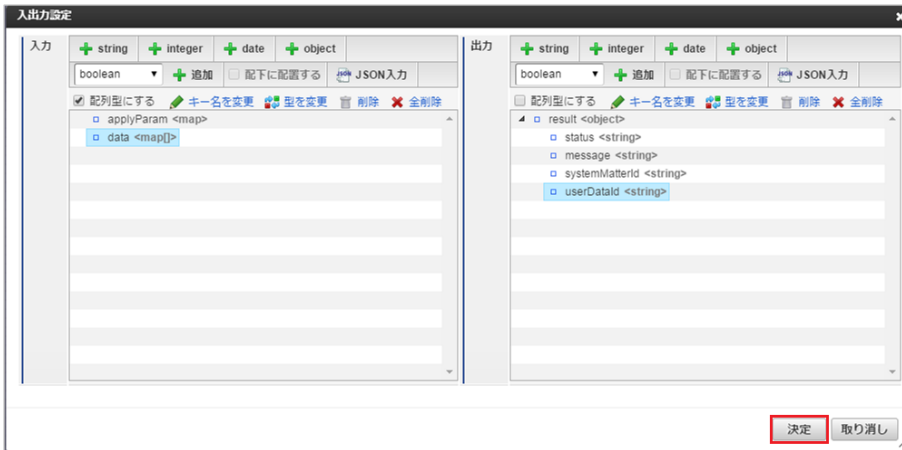 入出力設定
入力
string
integer
date
object
boolean
追加
配下に配置する
JSON入力
配列型にする
キー名を変更
型を変更
削除
全削除
applyParam <map>
data <map[]>
出力
string
integer
date
object
boolean
追加
配下に配置する
JSON入力
配列型にする
キー名を変更
型を変更
削除
全削除
result <object>
status <string>
message <string>
systemMatterId <string>
userDataId <string>
決定
取り消し